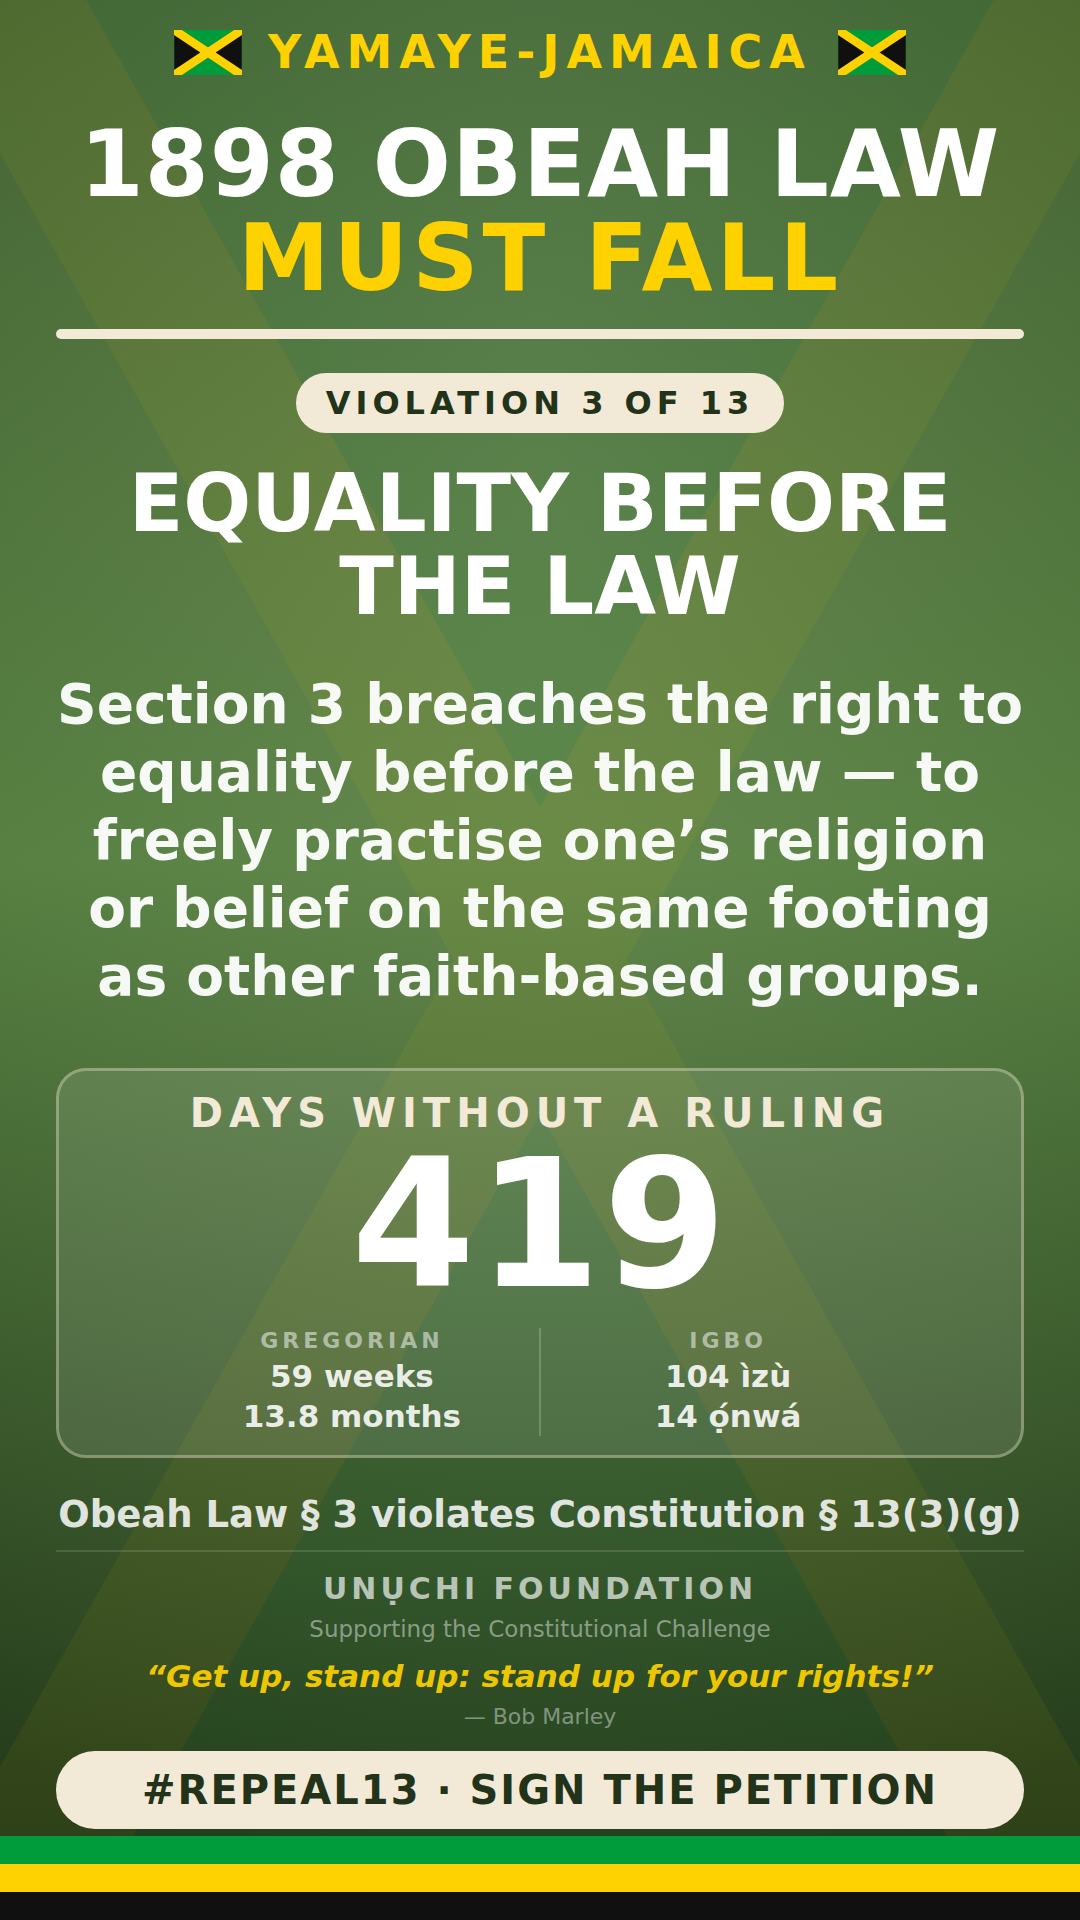 YAMAYE-JAMAICA
1898 OBEAH LAW
MUST FALL
VIOLATION 3 OF 13
EQUALITY BEFORE
THE LAW
Section 3 breaches the right to
equality before the law — to
freely practise one’s religion
or belief on the same footing
as other faith-based groups.
DAYS WITHOUT A RULING
419
GREGORIAN
59 weeks
13.8 months
IGBO
104 ìzù
14 ọ́nwá
Obeah Law § 3 violates Constitution § 13(3)(g)
UNỤCHI FOUNDATION
Supporting the Constitutional Challenge
“Get up, stand up: stand up for your rights!”
— Bob Marley
#REPEAL13 · SIGN THE PETITION